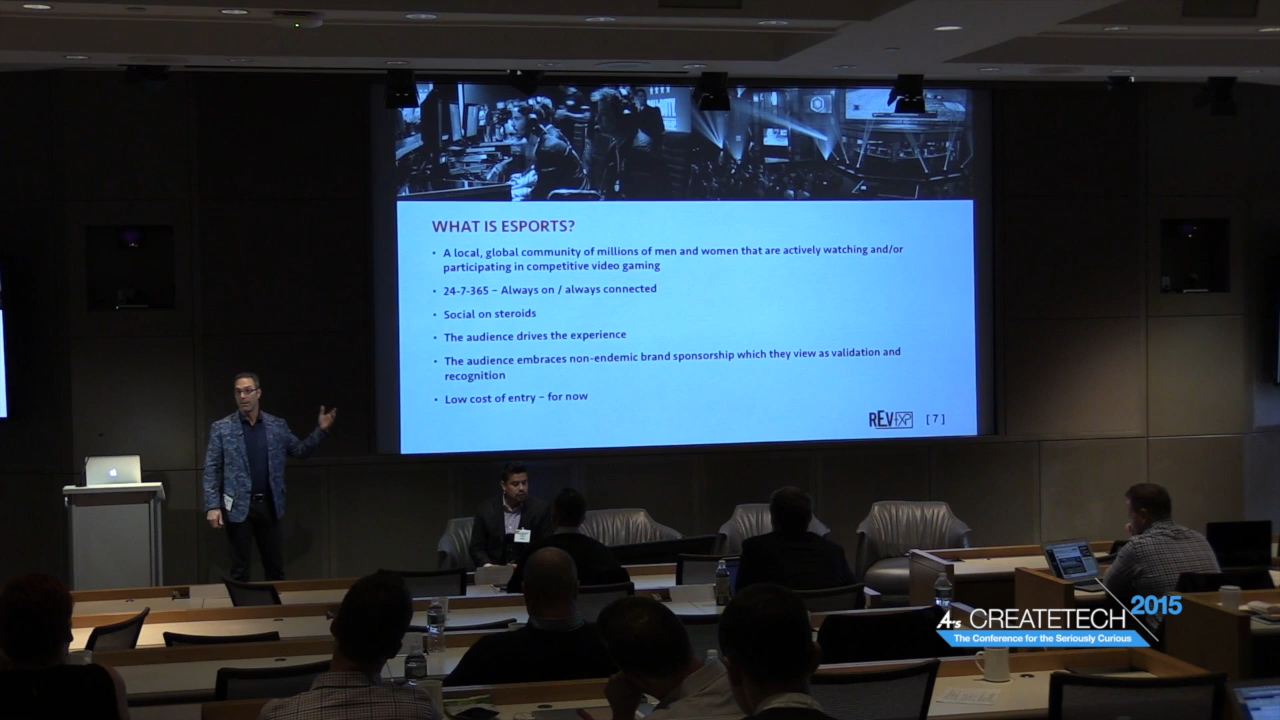 WHAT IS ESPORTS?
• A local, global community of millions of men and women that are actively watching and/or
participating in competitive video gaming
• 24-7-365 – Always on / always connected
• Social on steroids
• The audience drives the experience
• The audience embraces non-endemic brand sponsorship which they view as validation and
recognition
• Low cost of entry – for now
REVXP [7]
4A's CREATETECH 2015
The Conference for the Seriously Curious